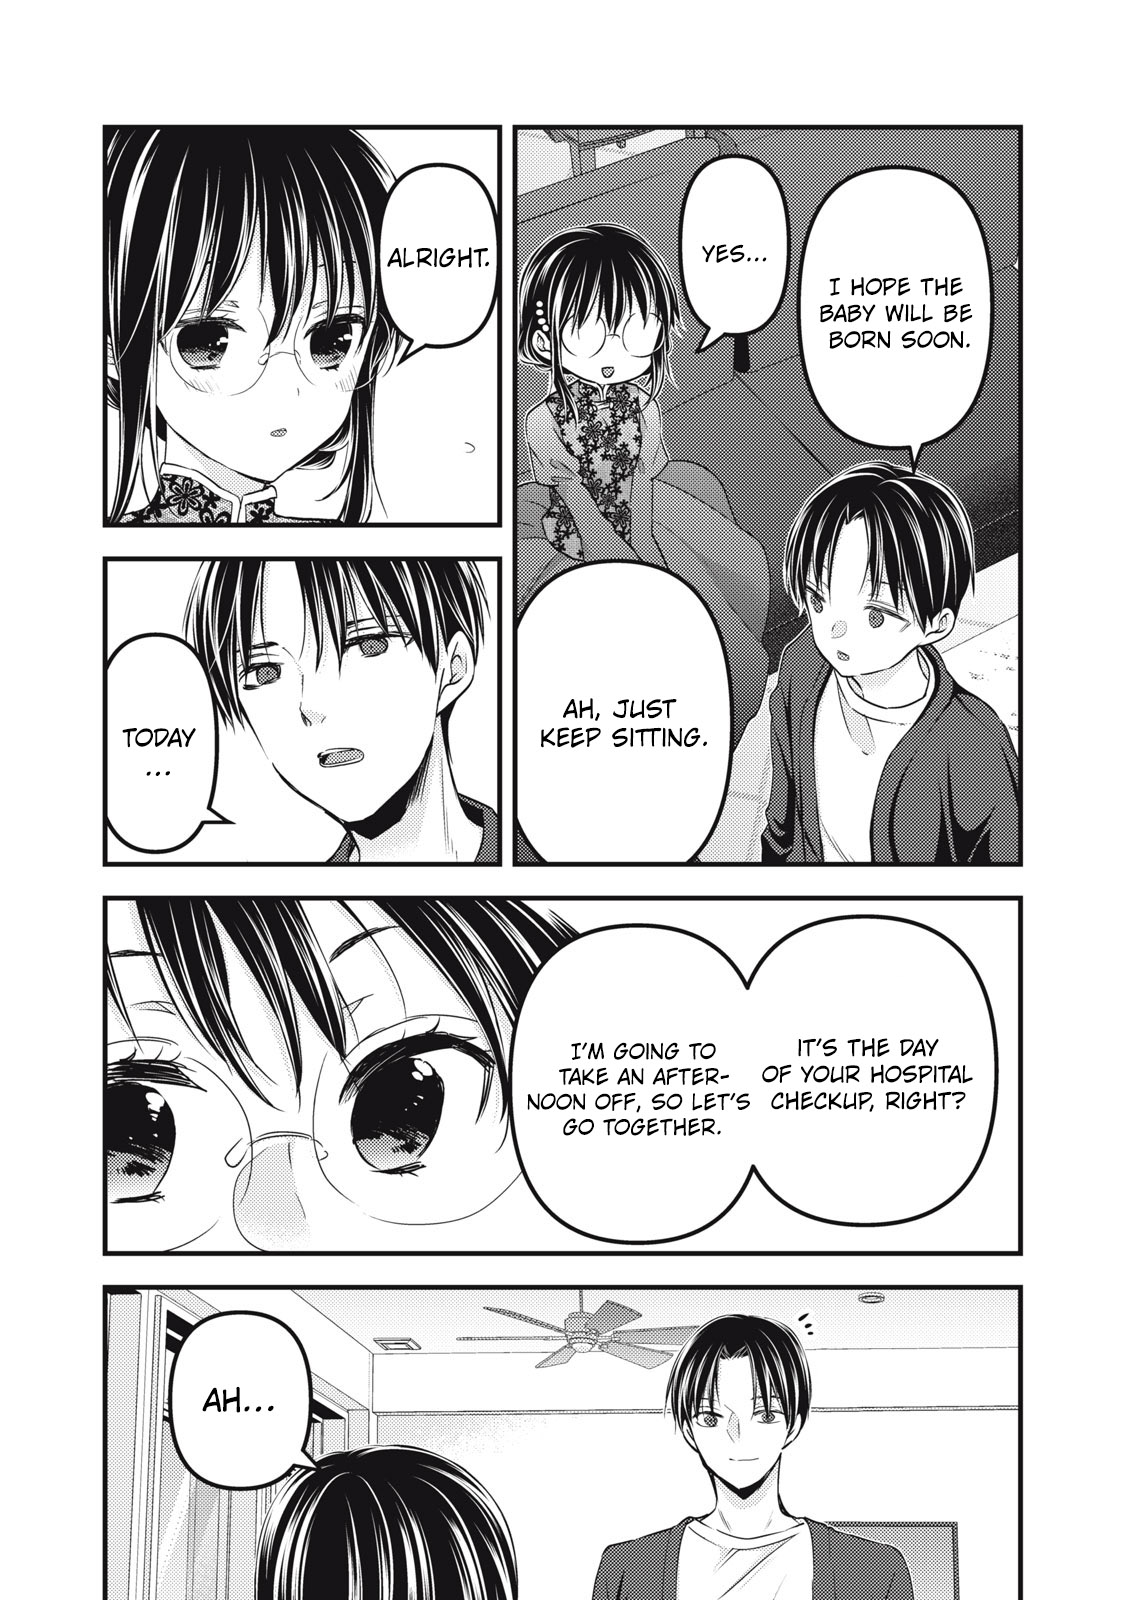 I HOPE THE
BABY WILL BE
BORN SOON.
YES...
AH, JUST
KEEP SITTING.
ALRIGHT.
TODAY
...
IT'S THE DAY
OF YOUR HOSPITAL
CHECKUP, RIGHT?
I'M GOING TO
TAKE AN AFTER-
NOON OFF, SO LET'S
GO TOGETHER.
AH...